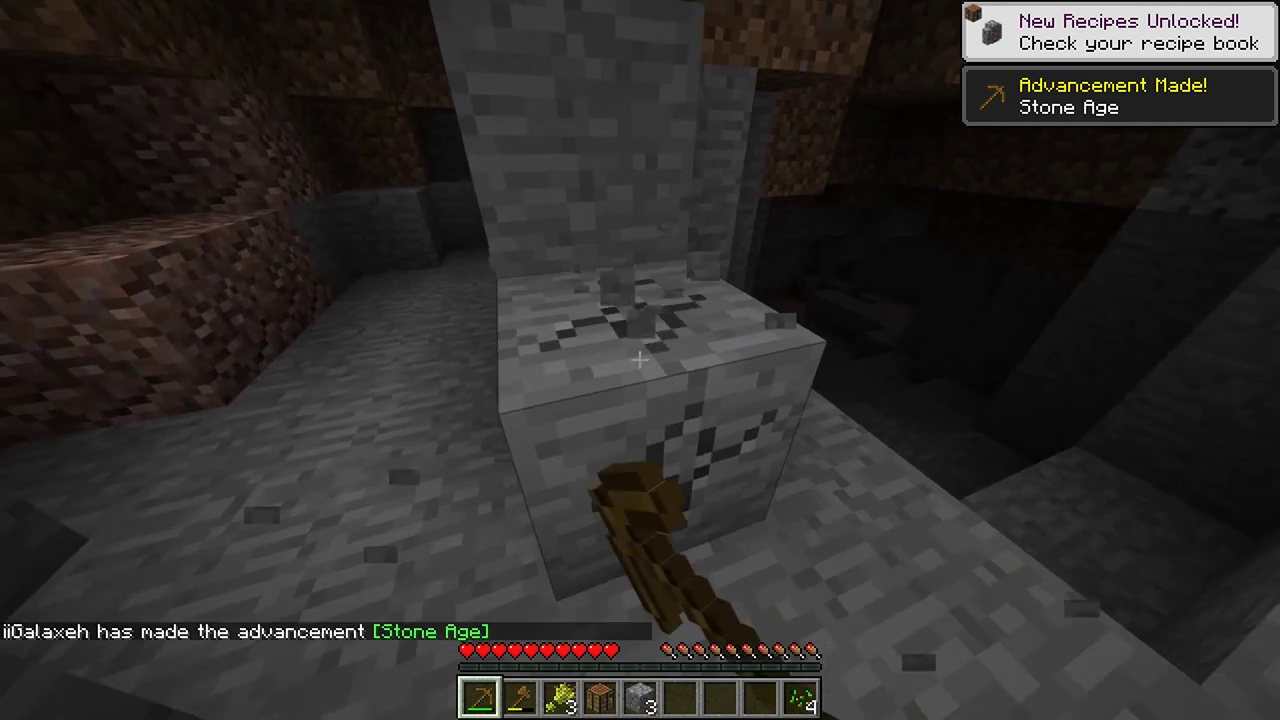 New Recipes Unlocked!
Check your recipe book
Advancement Made!
Stone Age
iiGalaxeh has made the advancement [Stone Age]
3
3
4